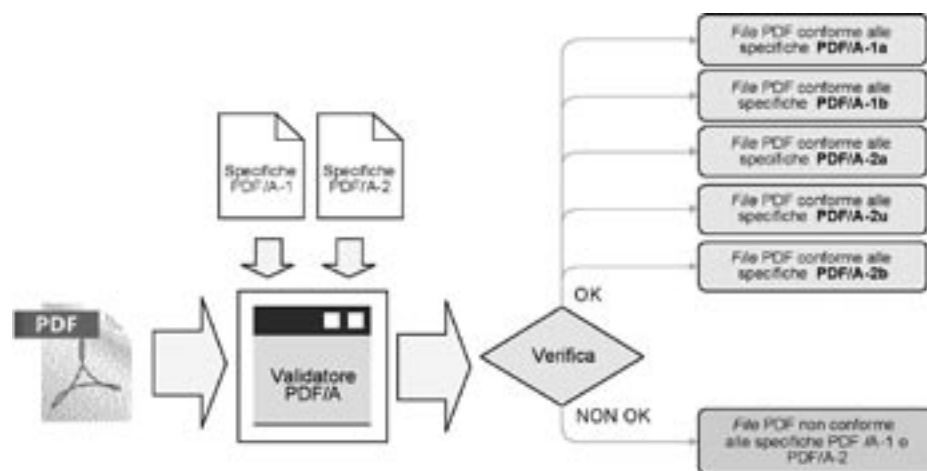 File PDF conforme alle
specifiche PDF/A-1a
File PDF conforme alle
specifiche PDF/A-1b
File PDF conforme alle
specifiche PDF/A-2a
File PDF conforme alle
specifiche PDF/A-2u
File PDF conforme alle
specifiche PDF/A-2b
Specifiche
PDF/A-1
Specifiche
PDF/A-2
PDF
Validatore
PDF/A
OK
Verifica
NON OK
File PDF non conforme
alle specifiche PDF /A-1 o
PDF/A-2